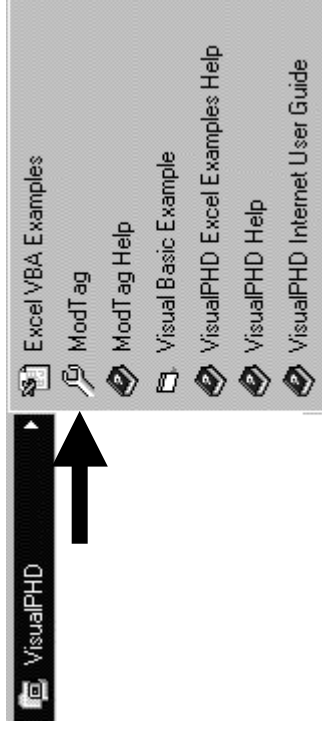 VisualPHD
Excel VBA Examples
ModTag
ModTag Help
Visual Basic Example
VisualPHD Excel Examples Help
VisualPHD Help
VisualPHD Internet User Guide